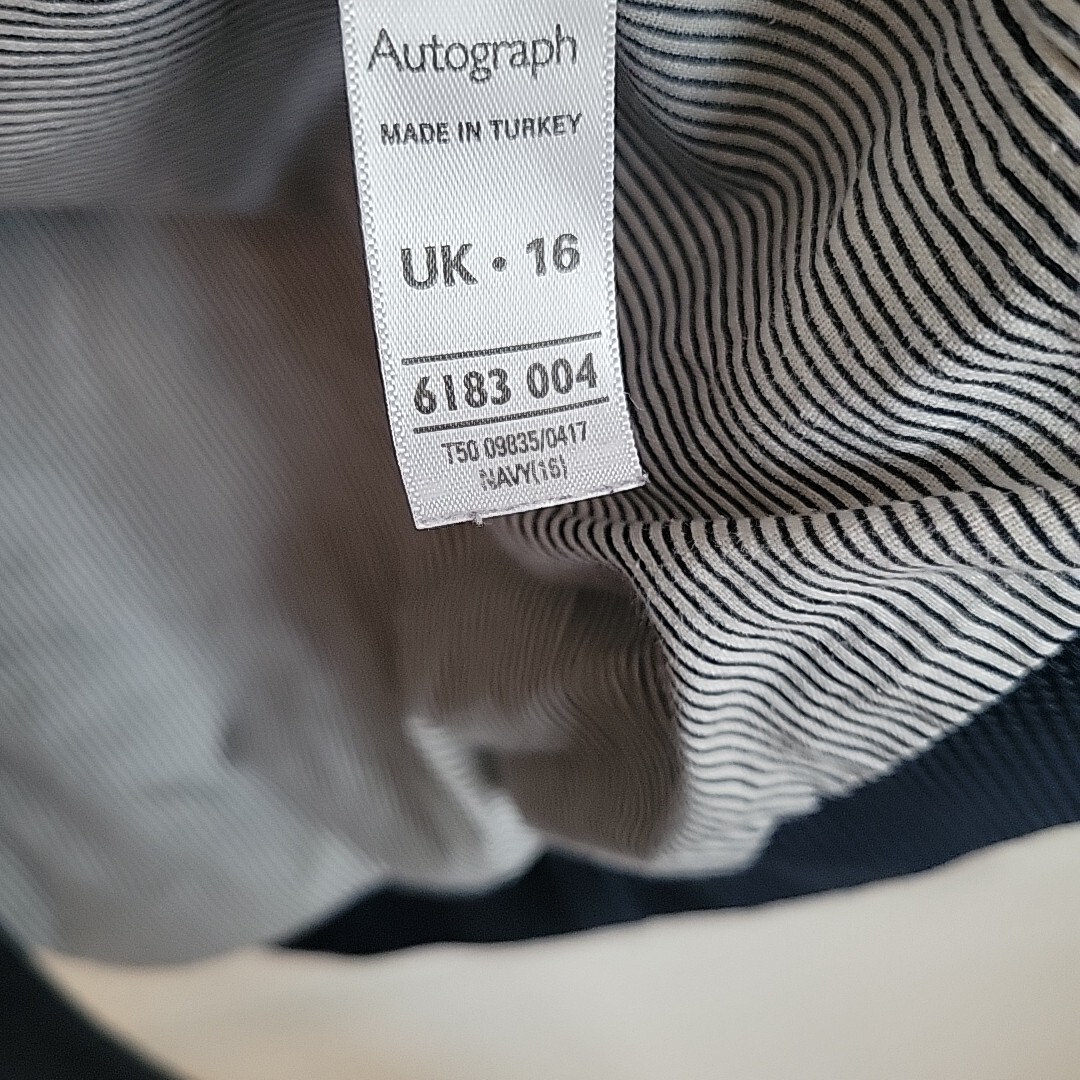 Autograph
MADE IN TURKEY
UK • 16
6183 004
T50 09835/0417
NAVY(16)